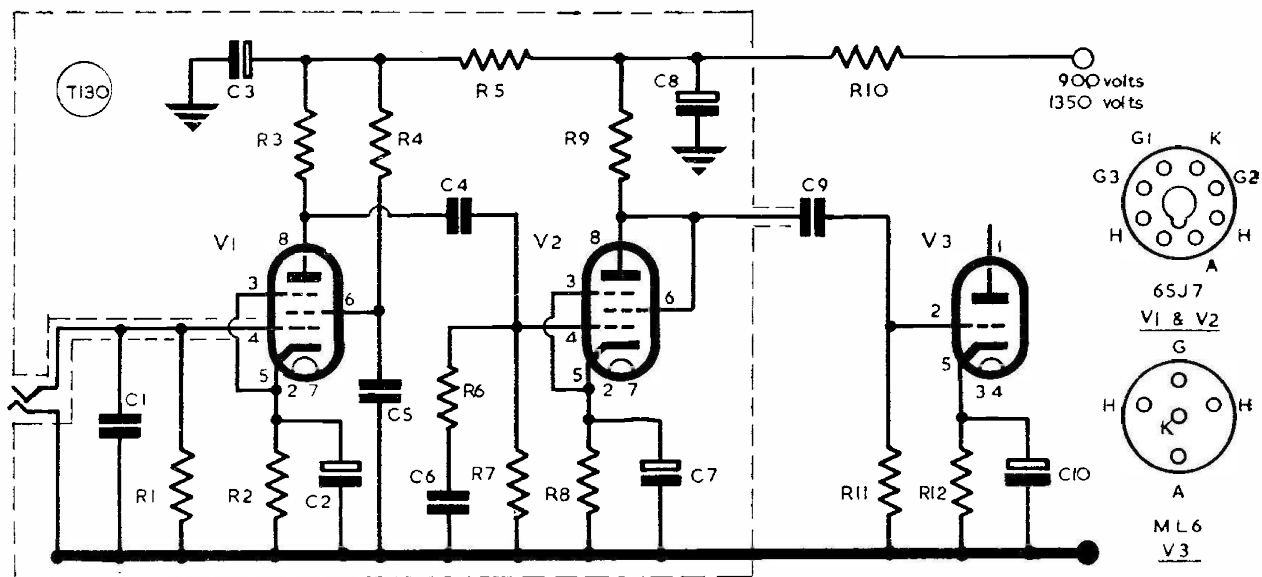 T130
C3
R5
C8
R10
900 volts
1350 volts
R3
R4
R9
G1 K
G3 G2
H H
A
6SJ7
V1 & V2
C4
C9
V1
8
3
6
4
5
2 7
V2
8
3
6
4
5
2 7
V3
1
2
5
3 4
G
H H
K
A
ML6
V3
C1
R1
R2
C2
C5
R6
C6
R7
R8
C7
R11
R12
C10